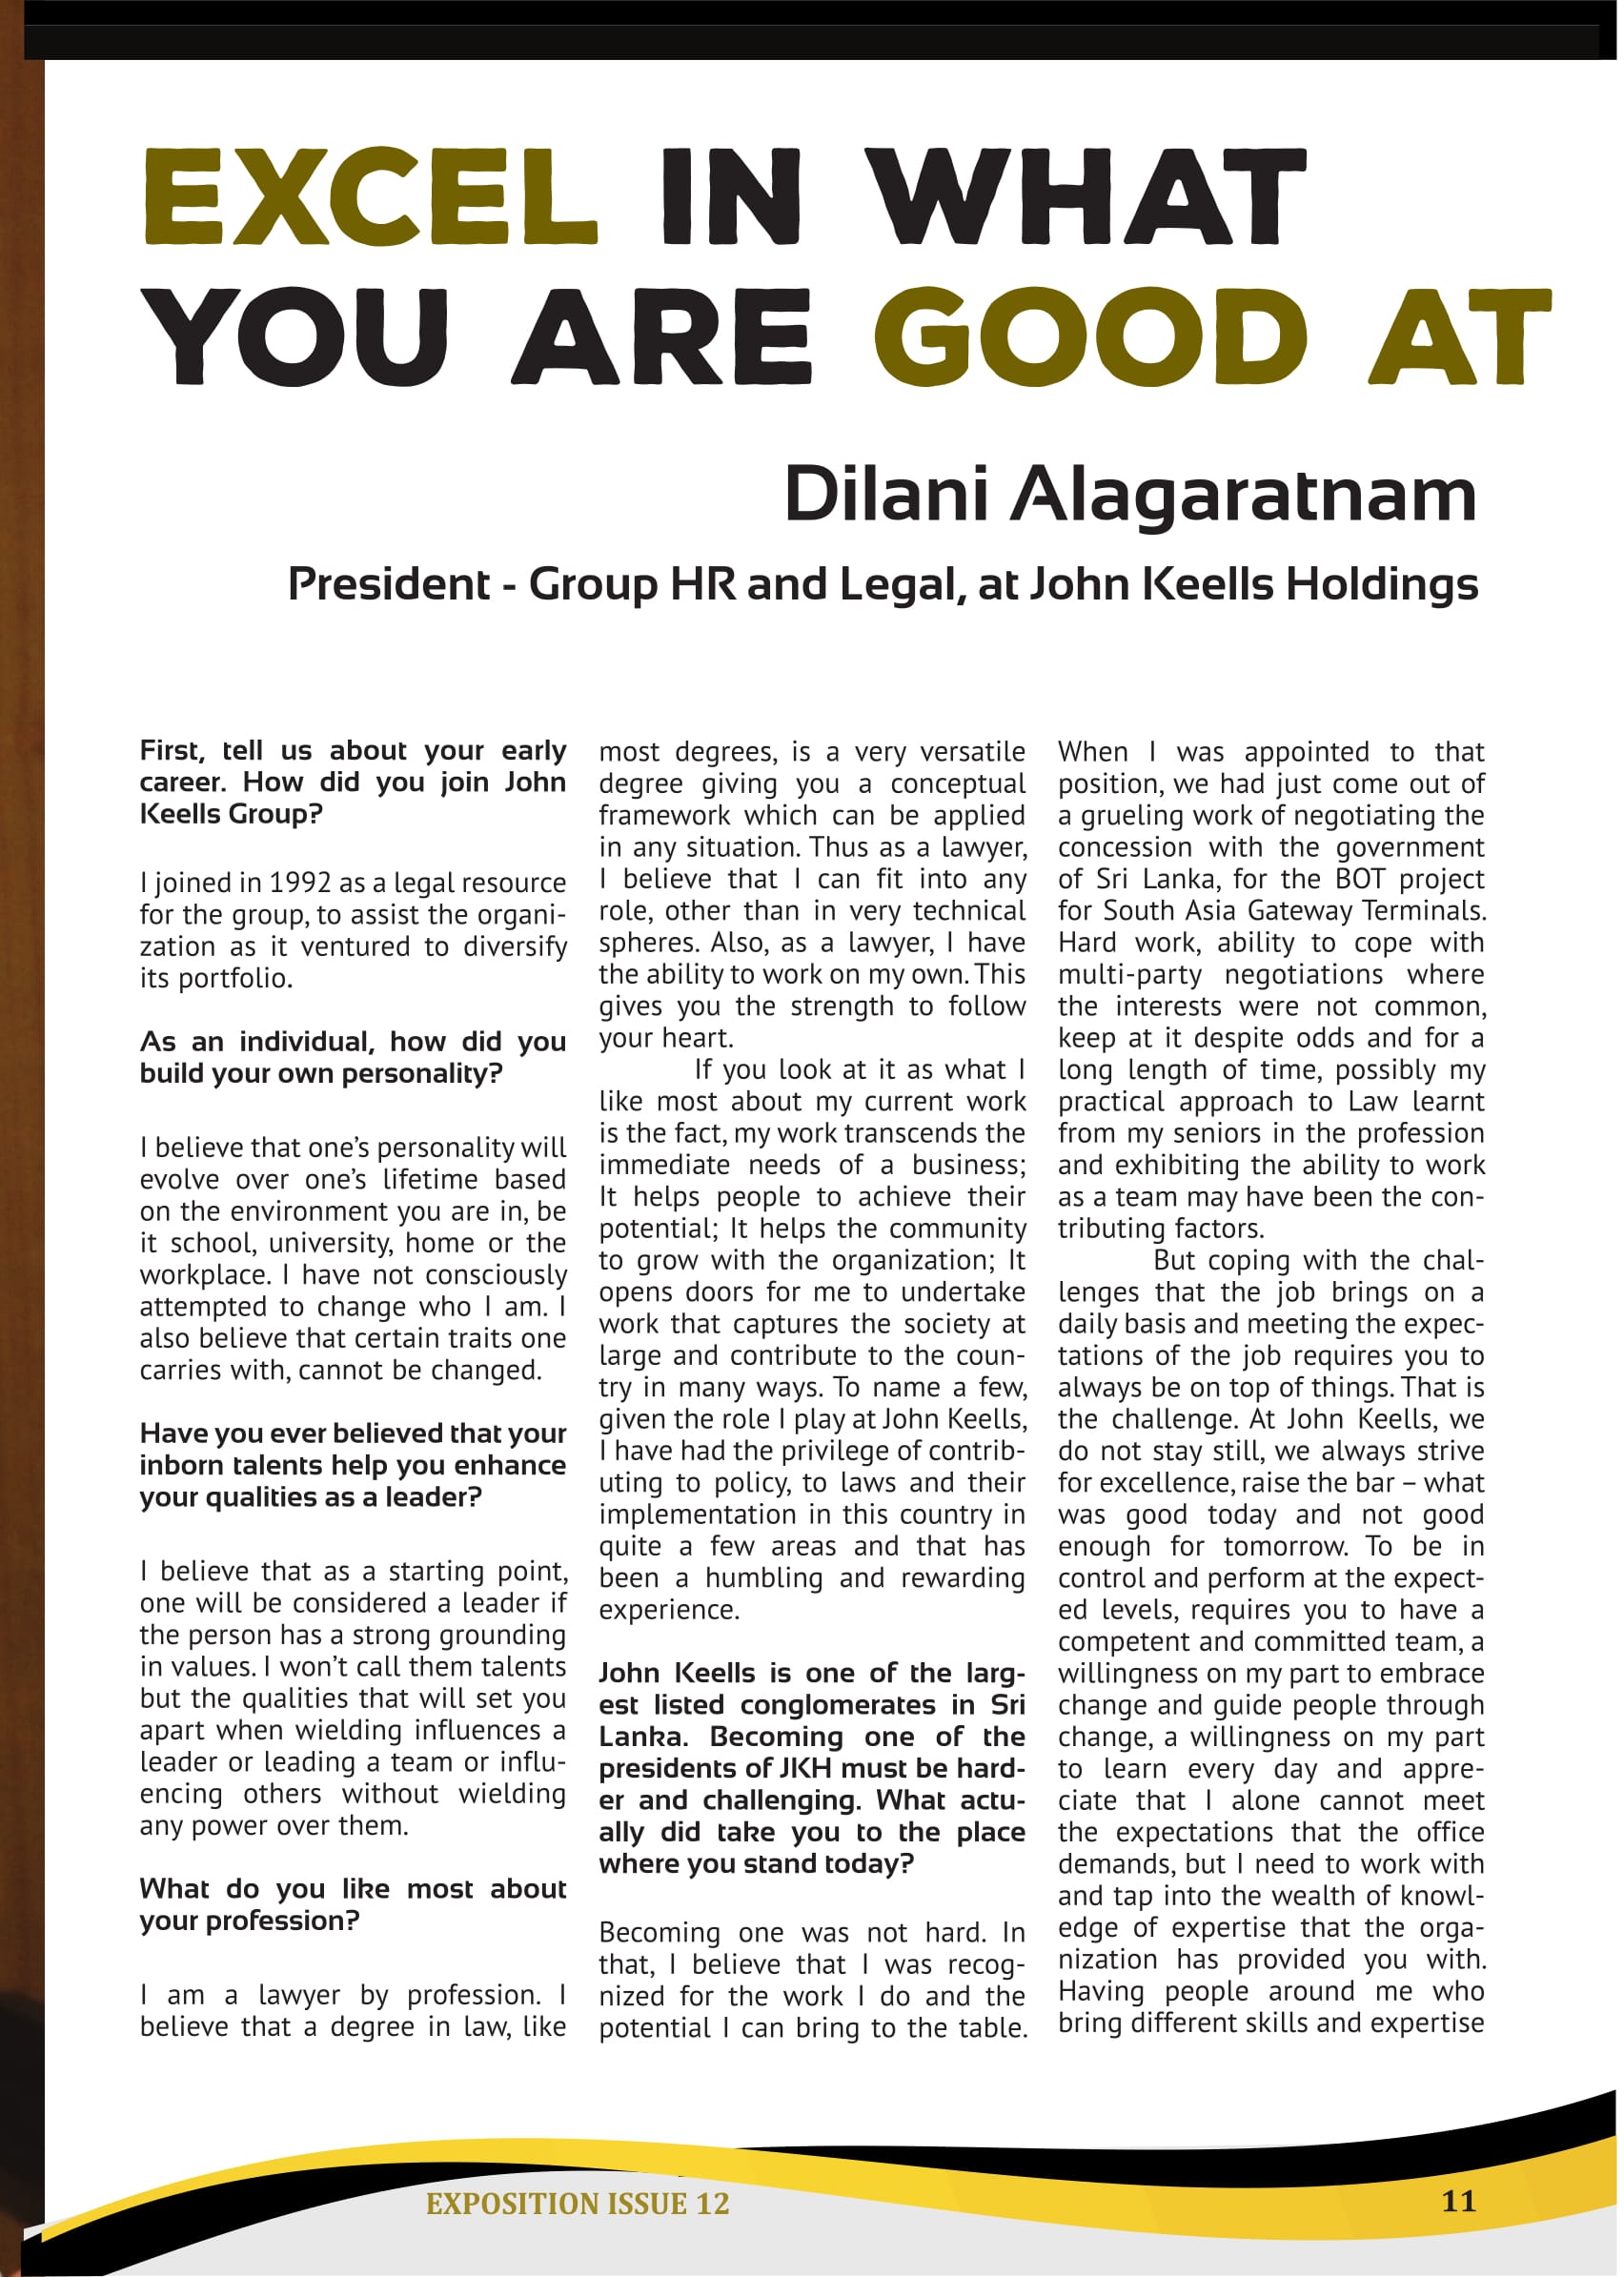 EXCEL IN WHAT
YOU ARE GOOD AT
Dilani Alagaratnam
President - Group HR and Legal, at John Keells Holdings
First, tell us about your early
career. How did you join John
Keells Group?
I joined in 1992 as a legal resource
for the group, to assist the organi-
zation as it ventured to diversify
its portfolio.
As an individual, how did you
build your own personality?
I believe that one's personality will
evolve over one's lifetime based
on the environment you are in, be
it school, university, home or the
workplace. I have not consciously
attempted to change who I am. I
also believe that certain traits one
carries with, cannot be changed.
Have you ever believed that your
inborn talents help you enhance
your qualities as a leader?
I believe that as a starting point,
one will be considered a leader if
the person has a strong grounding
in values. I won't call them talents
but the qualities that will set you
apart when wielding influences a
leader or leading a team or influ-
encing others without wielding
any power over them.
What do you like most about
your profession?
I am a lawyer by profession. I
believe that a degree in law, like
most degrees, is a very versatile
degree giving you a conceptual
framework which can be applied
in any situation. Thus as a lawyer,
I believe that I can fit into any
role, other than in very technical
spheres. Also, as a lawyer, I have
the ability to work on my own. This
gives you the strength to follow
your heart.
If you look at it as what I
like most about my current work
is the fact, my work transcends the
immediate needs of a business;
It helps people to achieve their
potential; It helps the community
to grow with the organization; It
opens doors for me to undertake
work that captures the society at
large and contribute to the coun-
try in many ways. To name a few,
given the role I play at John Keells,
I have had the privilege of contrib-
uting to policy, to laws and their
implementation in this country in
quite a few areas and that has
been a humbling and rewarding
experience.
John Keells is one of the larg-
est listed conglomerates in Sri
Lanka. Becoming one of the
presidents of JKH must be hard-
er and challenging. What actu-
ally did take you to the place
where you stand today?
Becoming one was not hard. In
that, I believe that I was recog-
nized for the work I do and the
potential I can bring to the table.
When I was appointed to that
position, we had just come out of
a grueling work of negotiating the
concession with the government
of Sri Lanka, for the BOT project
for South Asia Gateway Terminals.
Hard work, ability to cope with
multi-party negotiations where
the interests were not common,
keep at it despite odds and for a
long length of time, possibly my
practical approach to Law learnt
from my seniors in the profession
and exhibiting the ability to work
as a team may have been the con-
tributing factors.
But coping with the chal-
lenges that the job brings on a
daily basis and meeting the expec-
tations of the job requires you to
always be on top of things. That is
the challenge. At John Keells, we
do not stay still, we always strive
for excellence, raise the bar – what
was good today and not good
enough for tomorrow. To be in
control and perform at the expect-
ed levels, requires you to have a
competent and committed team, a
willingness on my part to embrace
change and guide people through
change, a willingness on my part
to learn every day and appre-
ciate that I alone cannot meet
the expectations that the office
demands, but I need to work with
and tap into the wealth of knowl-
edge of expertise that the orga-
nization has provided you with.
Having people around me who
bring different skills and expertise
EXPOSITION ISSUE 12
11